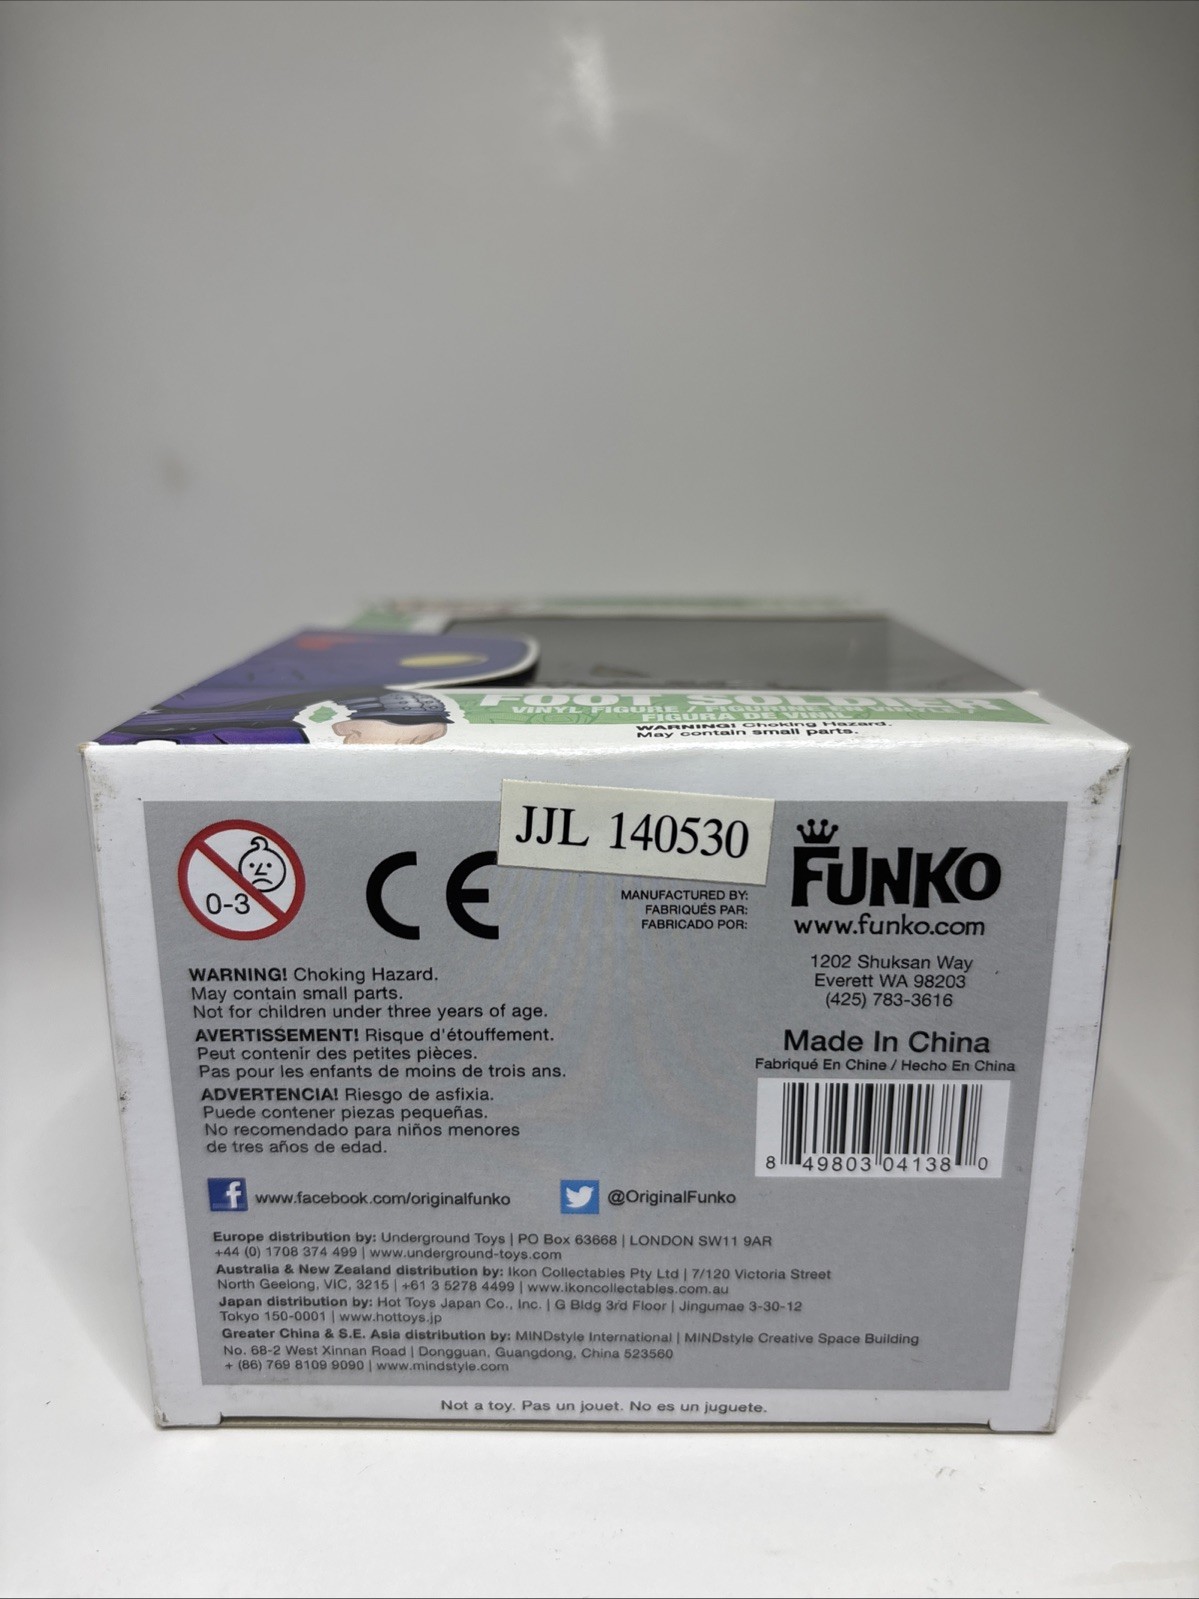 FOOT SOLDIER
VINYL FIGURE / FIGURINE EN VINYLE /
FIGURA DE
WARNING! Choking Hazard.
May contain small parts.
JJL 140530
0-3
CE
MANUFACTURED BY:
FABRIQUÉS PAR:
FABRICADO POR:
FUNKO
www.funko.com
1202 Shuksan Way
Everett WA 98203
(425) 783-3616
WARNING! Choking Hazard.
May contain small parts.
Not for children under three years of age.
AVERTISSEMENT! Risque d'étouffement.
Peut contenir des petites pièces.
Pas pour les enfants de moins de trois ans.
ADVERTENCIA! Riesgo de asfixia.
Puede contener piezas pequeñas.
No recomendado para niños menores
de tres años de edad.
Made In China
Fabriqué En Chine / Hecho En China
8 49803 04138 0
www.facebook.com/originalfunko
@OriginalFunko
Europe distribution by: Underground Toys | PO Box 63668 | LONDON SW11 9AR
+44 (0) 1708 374 499 | www.underground-toys.com
Australia & New Zealand distribution by: Ikon Collectables Pty Ltd | 7/120 Victoria Street
North Geelong, VIC, 3215 | +61 3 5278 4499 | www.ikoncollectables.com.au
Japan distribution by: Hot Toys Japan Co., Inc. | G Bldg 3rd Floor | Jingumae 3-30-12
Tokyo 150-0001 | www.hottoys.jp
Greater China & S.E. Asia distribution by: MINDstyle International | MINDstyle Creative Space Building
No. 68-2 West Xinnan Road | Dongguan, Guangdong, China 523560
+ (86) 769 8109 9090 | www.mindstyle.com
Not a toy. Pas un jouet. No es un juguete.